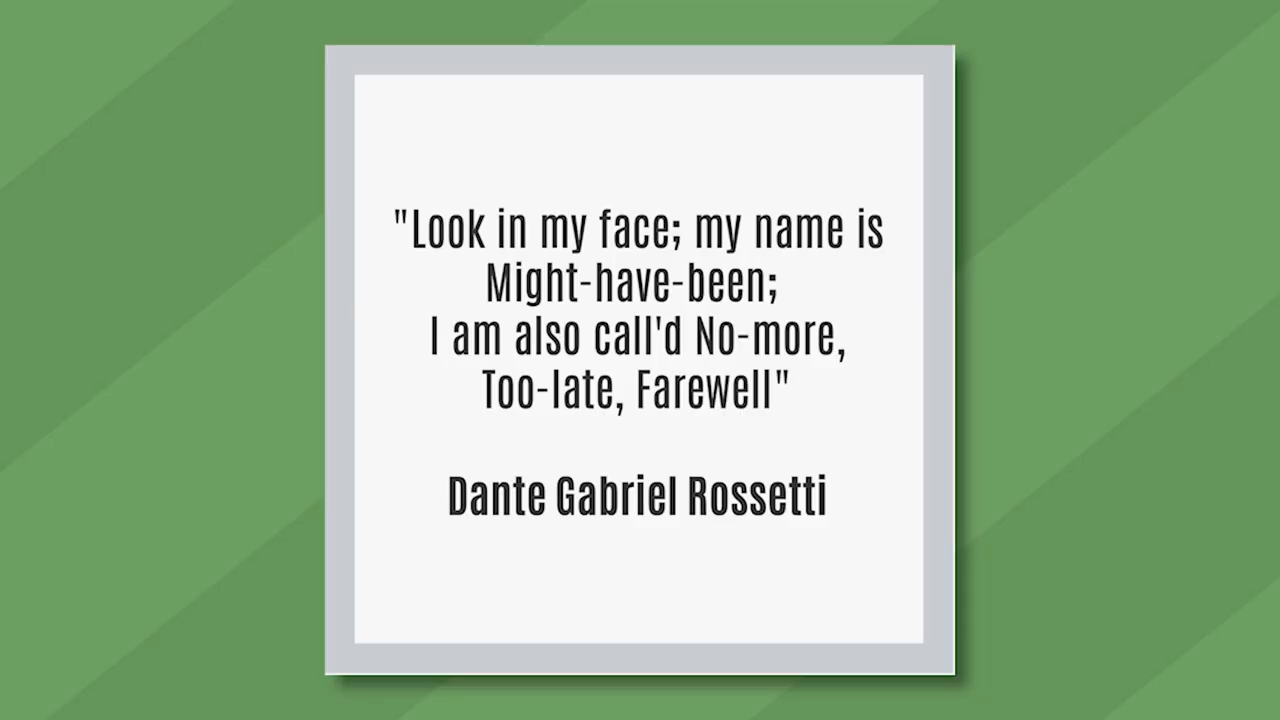 "Look in my face; my name is
Might-have-been;
I am also call'd No-more,
Too-late, Farewell"
Dante Gabriel Rossetti